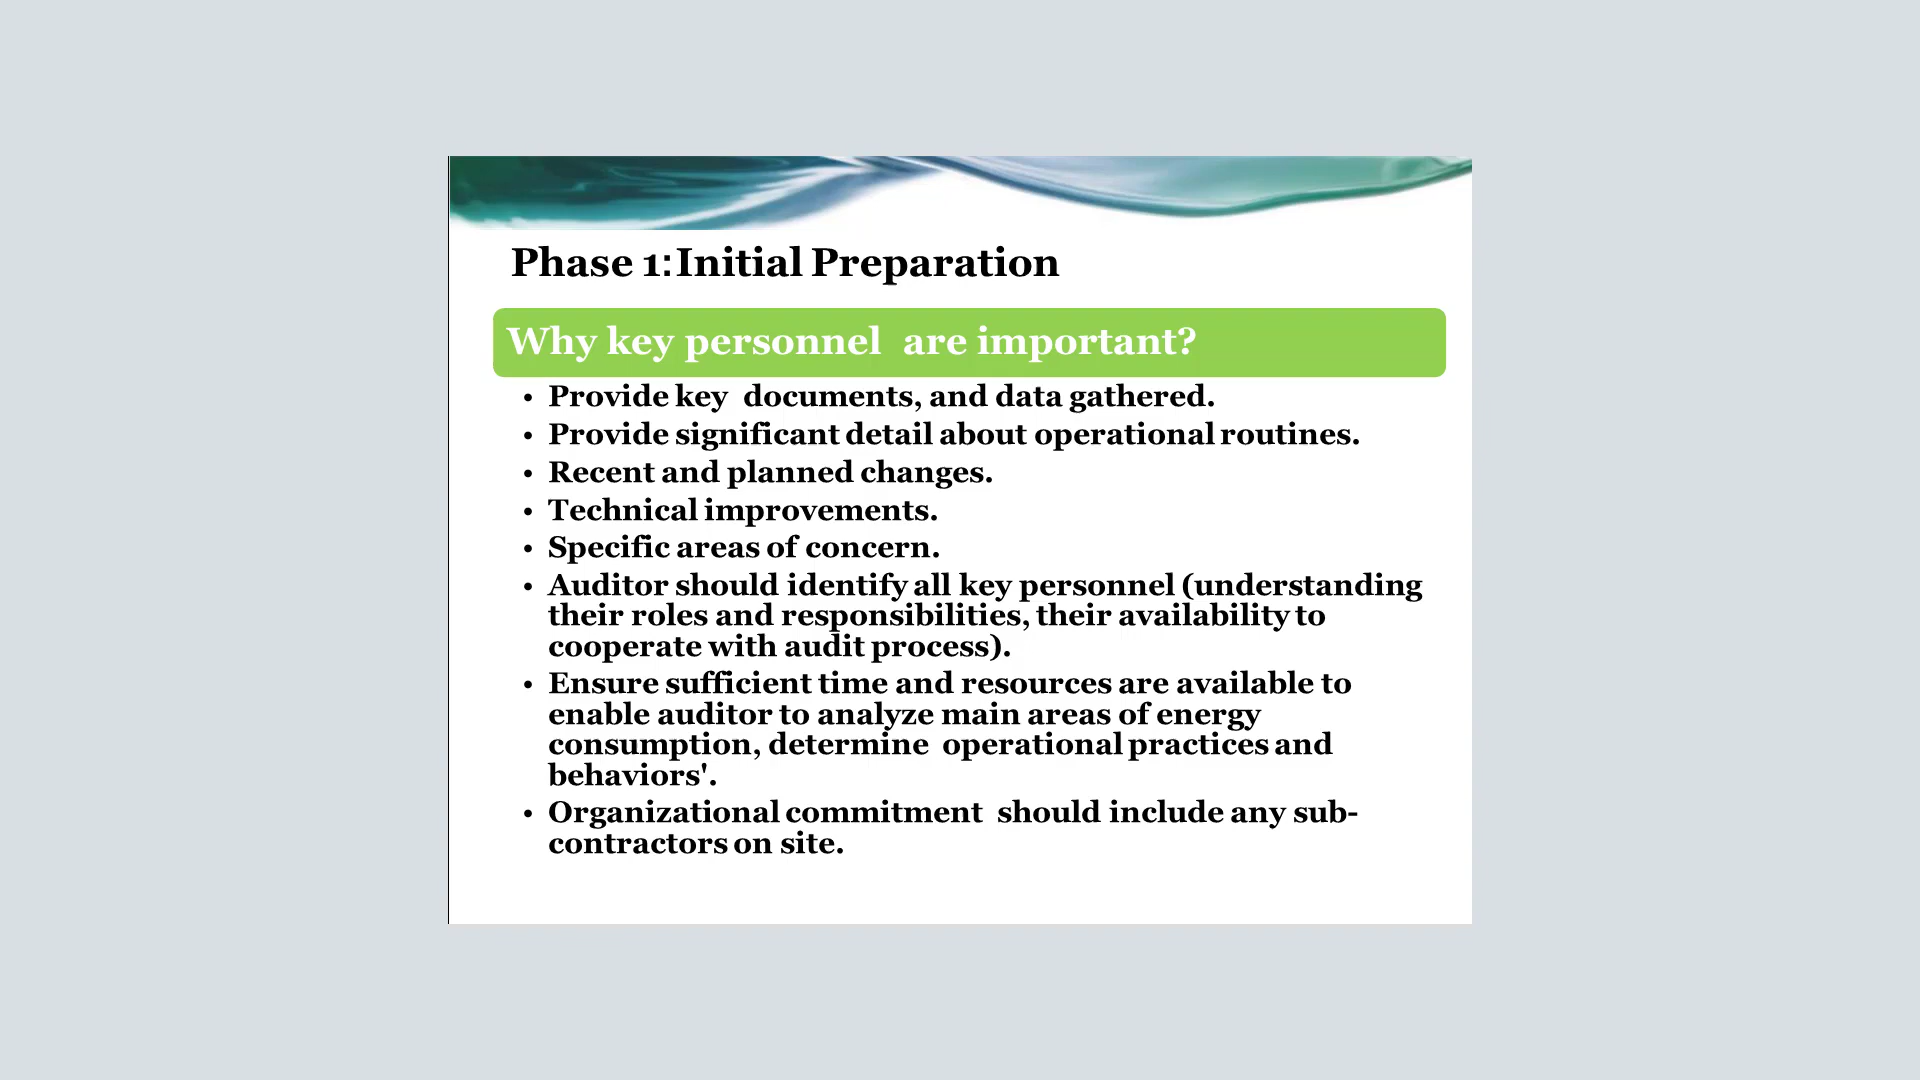 Phase 1:Initial Preparation
Why key personnel are important?
• Provide key documents, and data gathered.
• Provide significant detail about operational routines.
• Recent and planned changes.
• Technical improvements.
• Specific areas of concern.
• Auditor should identify all key personnel (understanding
their roles and responsibilities, their availability to
cooperate with audit process).
• Ensure sufficient time and resources are available to
enable auditor to analyze main areas of energy
consumption, determine operational practices and
behaviors'.
• Organizational commitment should include any sub-
contractors on site.